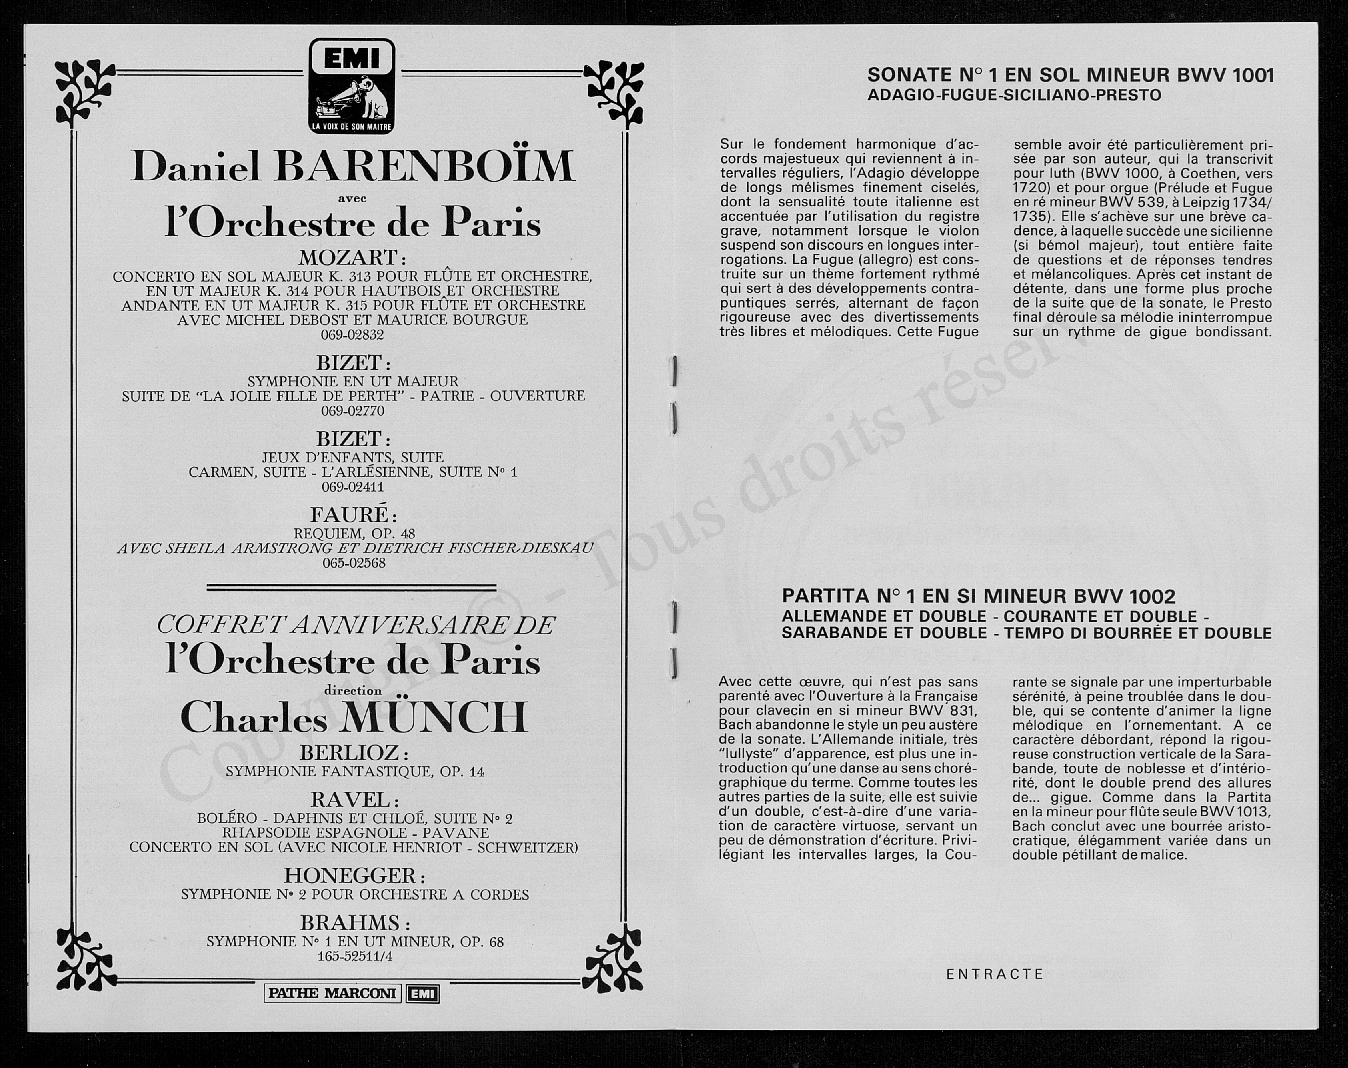 EMI
LA VOIX DE SON MAITRE
Daniel BARENBOÏM
avec
l'Orchestre de Paris
MOZART :
CONCERTO EN SOL MAJEUR K. 313 POUR FLÛTE ET ORCHESTRE,
EN UT MAJEUR K. 314 POUR HAUTBOIS ET ORCHESTRE
ANDANTE EN UT MAJEUR K. 315 POUR FLÛTE ET ORCHESTRE
AVEC MICHEL DEBOST ET MAURICE BOURGUE
069-02832
BIZET :
SYMPHONIE EN UT MAJEUR
SUITE DE "LA JOLIE FILLE DE PERTH" - PATRIE - OUVERTURE
069-02770
BIZET :
JEUX D'ENFANTS, SUITE
CARMEN, SUITE - L'ARLÉSIENNE, SUITE N° 1
069-02411
FAURÉ :
REQUIEM, OP. 48
AVEC SHEILA ARMSTRONG ET DIETRICH FISCHER-DIESKAU
065-02568
COFFRET ANNIVERSAIRE DE
l'Orchestre de Paris
direction
Charles MÜNCH
BERLIOZ :
SYMPHONIE FANTASTIQUE, OP. 14
RAVEL :
BOLÉRO - DAPHNIS ET CHLOÉ, SUITE N° 2
RHAPSODIE ESPAGNOLE - PAVANE
CONCERTO EN SOL (AVEC NICOLE HENRIOT - SCHWEITZER)
HONEGGER :
SYMPHONIE N° 2 POUR ORCHESTRE A CORDES
BRAHMS :
SYMPHONIE N° 1 EN UT MINEUR, OP. 68
165-52511/4
PATHE MARCONI EMI
SONATE N° 1 EN SOL MINEUR BWV 1001
ADAGIO-FUGUE-SICILIANO-PRESTO
Sur le fondement harmonique d'ac-
cords majestueux qui reviennent à in-
tervalles réguliers, l'Adagio développe
de longs mélismes finement ciselés,
dont la sensualité toute italienne est
accentuée par l'utilisation du registre
grave, notamment lorsque le violon
suspend son discours en longues inter-
rogations. La Fugue (allegro) est cons-
truite sur un thème fortement rythmé
qui sert à des développements contra-
puntiques serrés, alternant de façon
rigoureuse avec des divertissements
très libres et mélodiques. Cette Fugue
semble avoir été particulièrement pri-
sée par son auteur, qui la transcrivit
pour luth (BWV 1000, à Coethen, vers
1720) et pour orgue (Prélude et Fugue
en ré mineur BWV 539, à Leipzig 1734/
1735). Elle s'achève sur une brève ca-
dence, à laquelle succède une sicilienne
(si bémol majeur), tout entière faite
de questions et de réponses tendres
et mélancoliques. Après cet instant de
détente, dans une forme plus proche
de la suite que de la sonate, le Presto
final déroule sa mélodie ininterrompue
sur un rythme de gigue bondissant.
PARTITA N° 1 EN SI MINEUR BWV 1002
ALLEMANDE ET DOUBLE - COURANTE ET DOUBLE -
SARABANDE ET DOUBLE - TEMPO DI BOURRÉE ET DOUBLE
Avec cette œuvre, qui n'est pas sans
parenté avec l'Ouverture à la Française
pour clavecin en si mineur BWV 831,
Bach abandonne le style un peu austère
de la sonate. L'Allemande initiale, très
"lullyste" d'apparence, est plus une in-
troduction qu'une danse au sens choré-
graphique du terme. Comme toutes les
autres parties de la suite, elle est suivie
d'un double, c'est-à-dire d'une varia-
tion de caractère virtuose, servant un
peu de démonstration d'écriture. Privi-
légiant les intervalles larges, la Cou-
rante se signale par une imperturbable
sérénité, à peine troublée dans le dou-
ble, qui se contente d'animer la ligne
mélodique en l'ornementant. A ce
caractère débordant, répond la rigou-
reuse construction verticale de la Sara-
bande, toute de noblesse et d'intério-
rité, dont le double prend des allures
de... gigue. Comme dans la Partita
en la mineur pour flûte seule BWV 1013,
Bach conclut avec une bourrée aristo-
cratique, élégamment variée dans un
double pétillant de malice.
ENTRACTE
Copyright © - Tous droits réservés